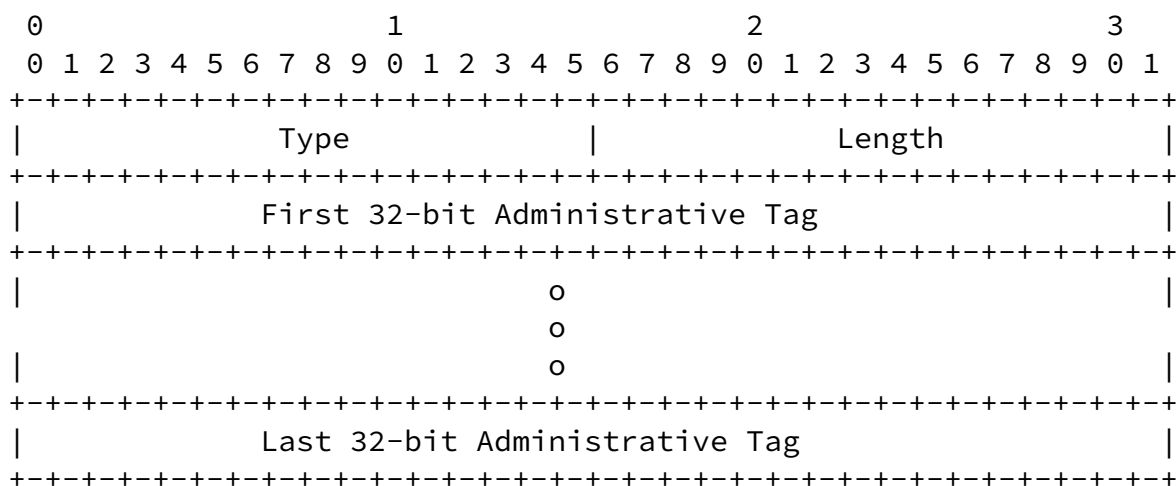 0                   1                   2                   3
 0 1 2 3 4 5 6 7 8 9 0 1 2 3 4 5 6 7 8 9 0 1 2 3 4 5 6 7 8 9 0 1
+-+-+-+-+-+-+-+-+-+-+-+-+-+-+-+-+-+-+-+-+-+-+-+-+-+-+-+-+-+-+-+-+
|              Type             |             Length            |
+-+-+-+-+-+-+-+-+-+-+-+-+-+-+-+-+-+-+-+-+-+-+-+-+-+-+-+-+-+-+-+-+
|             First 32-bit Administrative Tag                   |
+-+-+-+-+-+-+-+-+-+-+-+-+-+-+-+-+-+-+-+-+-+-+-+-+-+-+-+-+-+-+-+-+
|                             o                                 |
                              o
|                             o                                 |
+-+-+-+-+-+-+-+-+-+-+-+-+-+-+-+-+-+-+-+-+-+-+-+-+-+-+-+-+-+-+-+-+
|             Last 32-bit Administrative Tag                    |
+-+-+-+-+-+-+-+-+-+-+-+-+-+-+-+-+-+-+-+-+-+-+-+-+-+-+-+-+-+-+-+-+